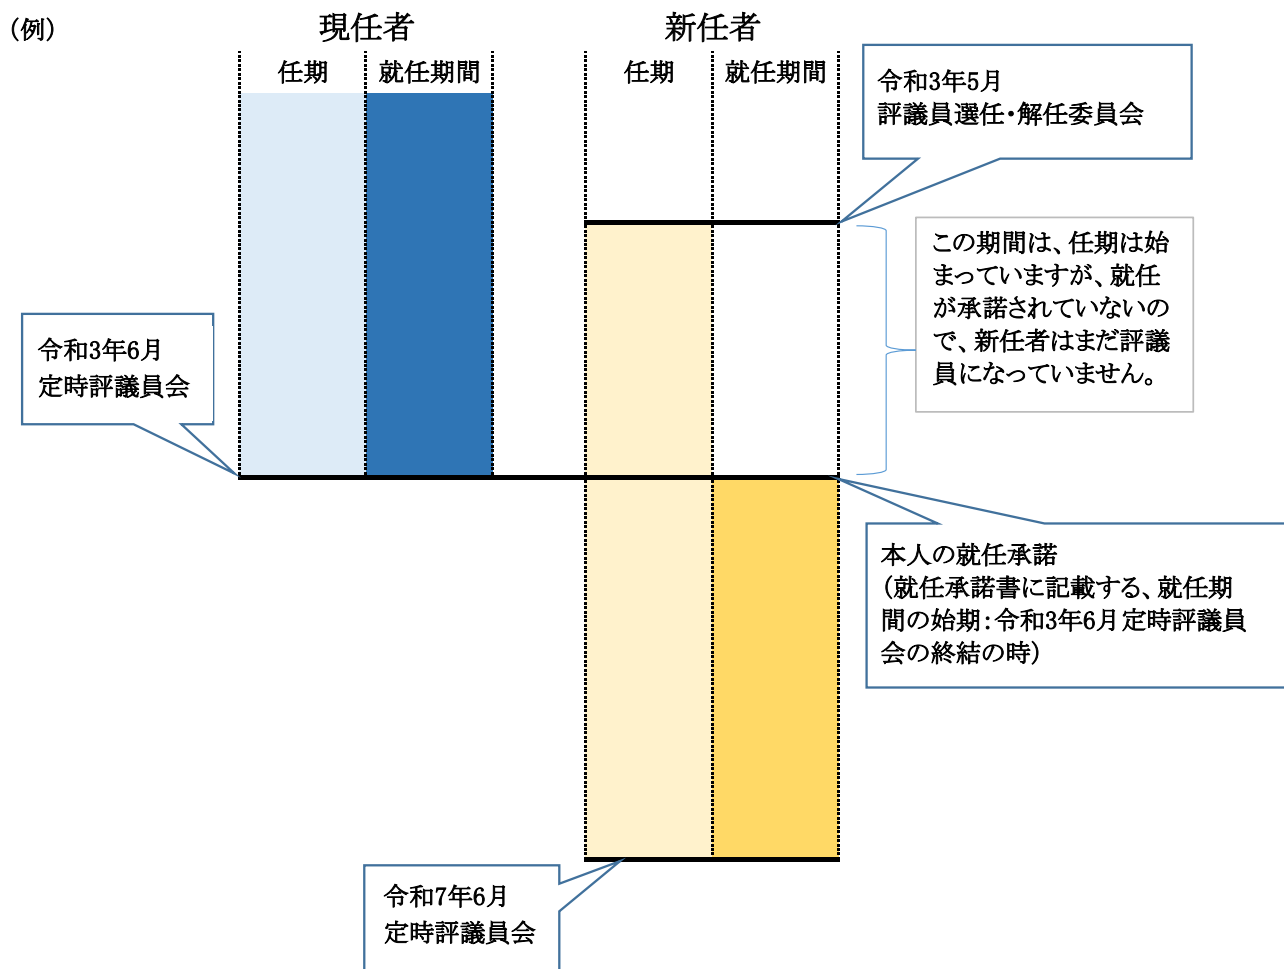 (例)
現任者
新任者
任期
就任期間
任期
就任期間
令和3年5月
評議員選任・解任委員会
この期間は、任期は始
まっていますが、就任
が承諾されていないの
で、新任者はまだ評議
員になっていません。
令和3年6月
定時評議員会
本人の就任承諾
(就任承諾書に記載する、就任期
間の始期:令和3年6月定時評議員
会の終結の時)
令和7年6月
定時評議員会